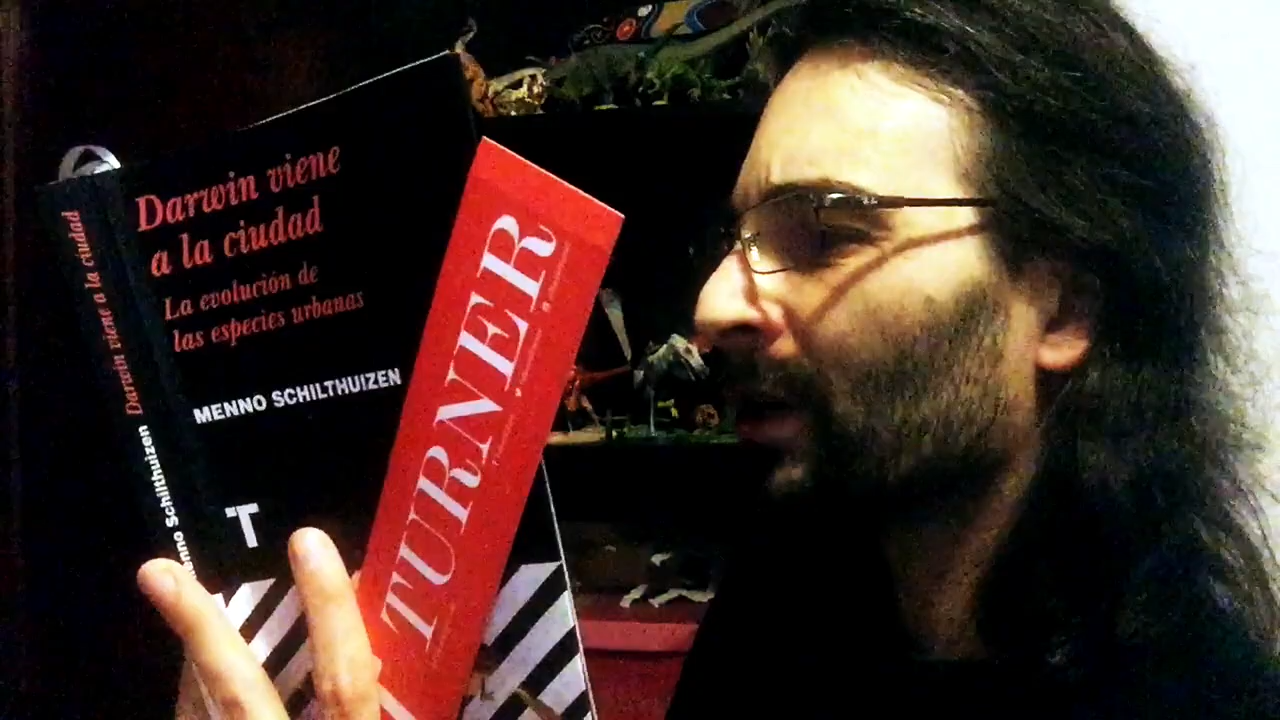 Darwin viene a la ciudad
Menno Schilthuizen
Darwin viene
a la ciudad
La evolución de
las especies urbanas
MENNO SCHILTHUIZEN
T
TURNER